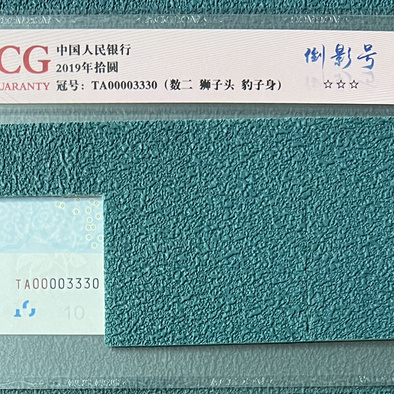 CG
UARANTY
中国人民银行
2019年拾圆
冠号：TA00003330（数二 狮子头 豹子身）
倒影号
☆☆☆
TA00003330
10